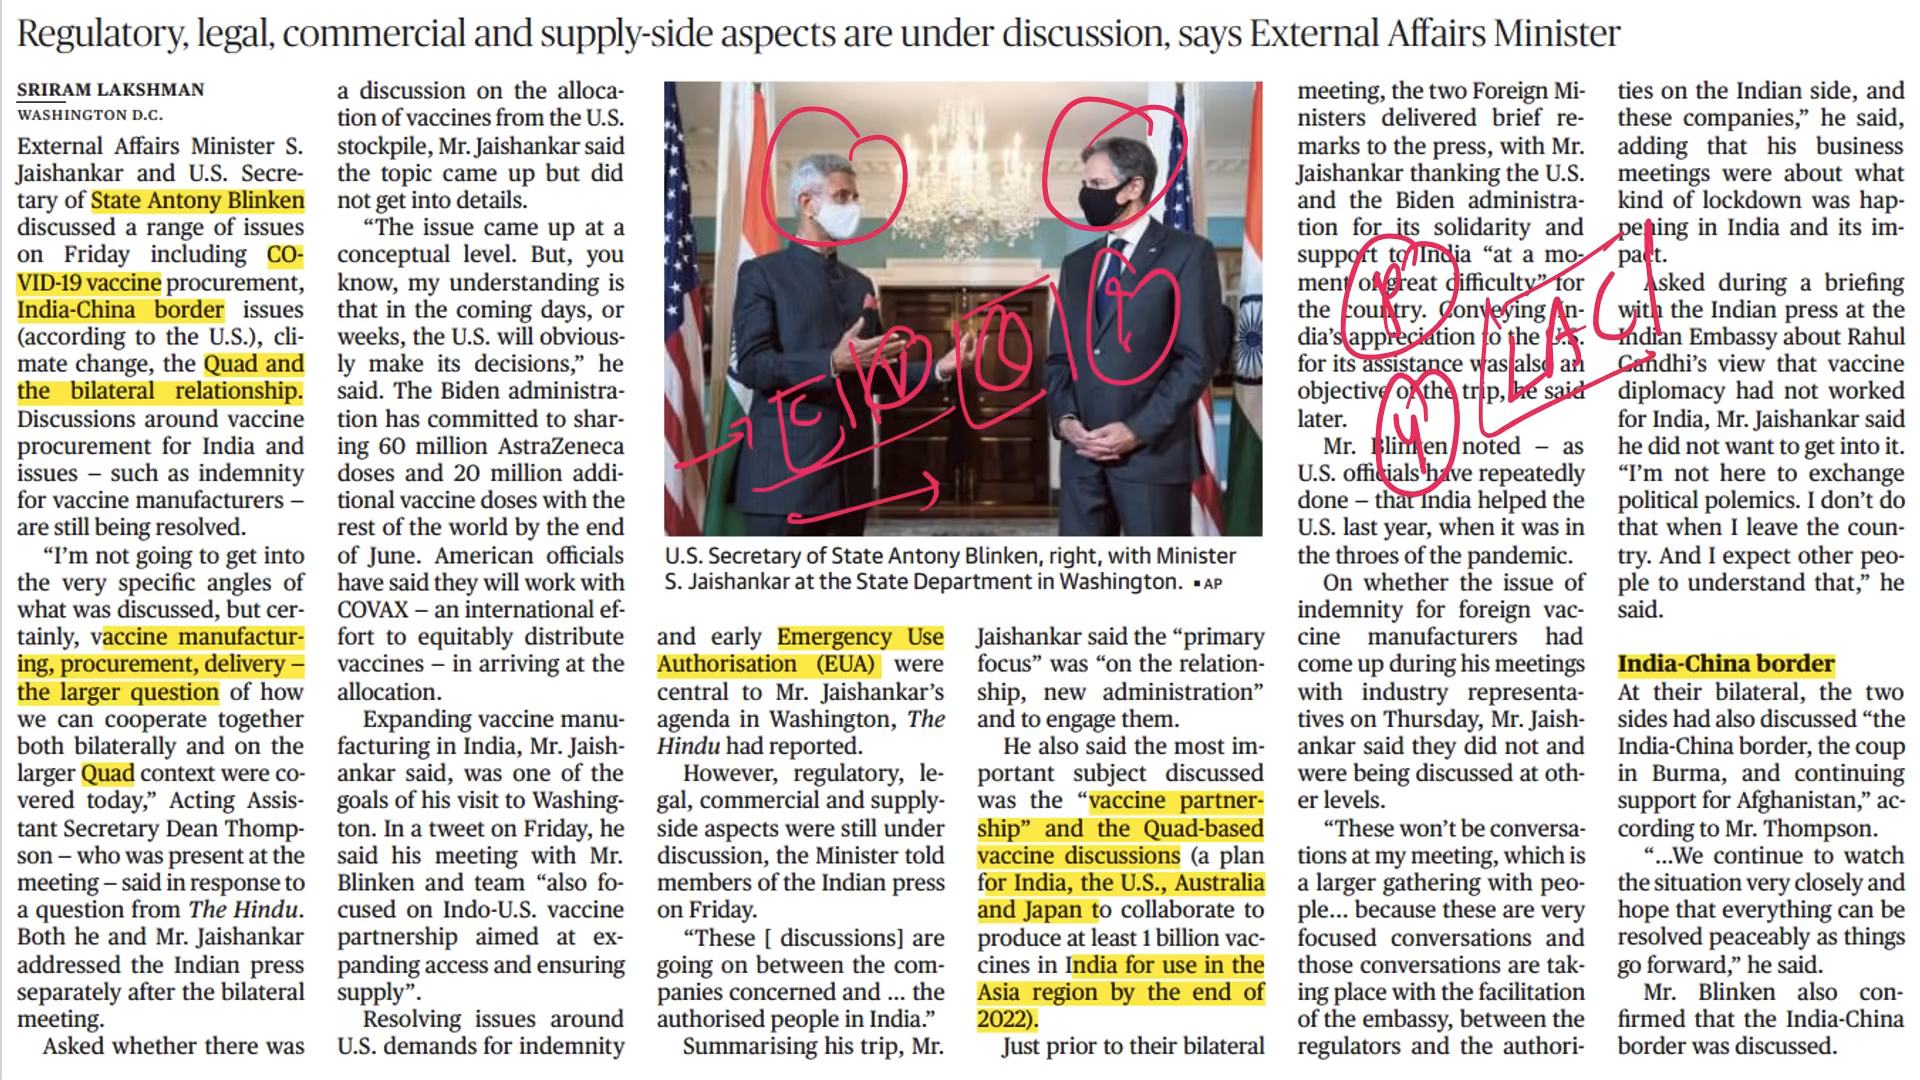 Regulatory, legal, commercial and supply-side aspects are under discussion, says External Affairs Minister
SRIRAM LAKSHMAN
WASHINGTON D.C.
External Affairs Minister S.
Jaishankar and U.S. Secre-
tary of State Antony Blinken
discussed a range of issues
on Friday including CO-
VID-19 vaccine procurement,
India-China border issues
(according to the U.S.), cli-
mate change, the Quad and
the bilateral relationship.
Discussions around vaccine
procurement for India and
issues – such as indemnity
for vaccine manufacturers –
are still being resolved.
“I’m not going to get into
the very specific angles of
what was discussed, but cer-
tainly, vaccine manufactur-
ing, procurement, delivery –
the larger question of how
we can cooperate together
both bilaterally and on the
larger Quad context were co-
vered today,” Acting Assis-
tant Secretary Dean Thomp-
son – who was present at the
meeting – said in response to
a question from The Hindu.
Both he and Mr. Jaishankar
addressed the Indian press
separately after the bilateral
meeting.
Asked whether there was
a discussion on the alloca-
tion of vaccines from the U.S.
stockpile, Mr. Jaishankar said
the topic came up but did
not get into details.
“The issue came up at a
conceptual level. But, you
know, my understanding is
that in the coming days, or
weeks, the U.S. will obvious-
ly make its decisions,” he
said. The Biden administra-
tion has committed to shar-
ing 60 million AstraZeneca
doses and 20 million addi-
tional vaccine doses with the
rest of the world by the end
of June. American officials
have said they will work with
COVAX – an international ef-
fort to equitably distribute
vaccines – in arriving at the
allocation.
Expanding vaccine manu-
facturing in India, Mr. Jaish-
ankar said, was one of the
goals of his visit to Washing-
ton. In a tweet on Friday, he
said his meeting with Mr.
Blinken and team “also fo-
cused on Indo-U.S. vaccine
partnership aimed at ex-
panding access and ensuring
supply”.
Resolving issues around
U.S. demands for indemnity
U.S. Secretary of State Antony Blinken, right, with Minister
S. Jaishankar at the State Department in Washington. ▪ AP
and early Emergency Use
Authorisation (EUA) were
central to Mr. Jaishankar’s
agenda in Washington, The
Hindu had reported.
However, regulatory, le-
gal, commercial and supply-
side aspects were still under
discussion, the Minister told
members of the Indian press
on Friday.
“These [ discussions] are
going on between the com-
panies concerned and ... the
authorised people in India.”
Summarising his trip, Mr.
Jaishankar said the “primary
focus” was “on the relation-
ship, new administration”
and to engage them.
He also said the most im-
portant subject discussed
was the “vaccine partner-
ship” and the Quad-based
vaccine discussions (a plan
for India, the U.S., Australia
and Japan to collaborate to
produce at least 1 billion vac-
cines in India for use in the
Asia region by the end of
2022).
Just prior to their bilateral
meeting, the two Foreign Mi-
nisters delivered brief re-
marks to the press, with Mr.
Jaishankar thanking the U.S.
and the Biden administra-
tion for its solidarity and
support to India “at a mo-
ment of great difficulty” for
the country. Conveying In-
dia’s appreciation to the U.S.
for its assistance was also an
objective of the trip, he said
later.
Mr. Blinken noted – as
U.S. officials have repeatedly
done – that India helped the
U.S. last year, when it was in
the throes of the pandemic.
On whether the issue of
indemnity for foreign vac-
cine manufacturers had
come up during his meetings
with industry representa-
tives on Thursday, Mr. Jaish-
ankar said they did not and
were being discussed at oth-
er levels.
“These won’t be conversa-
tions at my meeting, which is
a larger gathering with peo-
ple... because these are very
focused conversations and
those conversations are tak-
ing place with the facilitation
of the embassy, between the
regulators and the authori-
LAC
ties on the Indian side, and
these companies,” he said,
adding that his business
meetings were about what
kind of lockdown was hap-
pening in India and its im-
pact.
Asked during a briefing
with the Indian press at the
Indian Embassy about Rahul
Gandhi’s view that vaccine
diplomacy had not worked
for India, Mr. Jaishankar said
he did not want to get into it.
“I’m not here to exchange
political polemics. I don’t do
that when I leave the coun-
try. And I expect other peo-
ple to understand that,” he
said.
India-China border
At their bilateral, the two
sides had also discussed “the
India-China border, the coup
in Burma, and continuing
support for Afghanistan,” ac-
cording to Mr. Thompson.
“...We continue to watch
the situation very closely and
hope that everything can be
resolved peaceably as things
go forward,” he said.
Mr. Blinken also con-
firmed that the India-China
border was discussed.